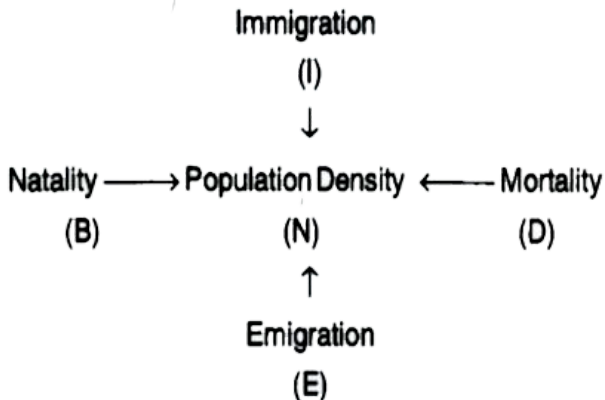 Immigration
(I)
↓
Natality → Population Density ← Mortality
(B) (N) (D)
↑
Emigration
(E)